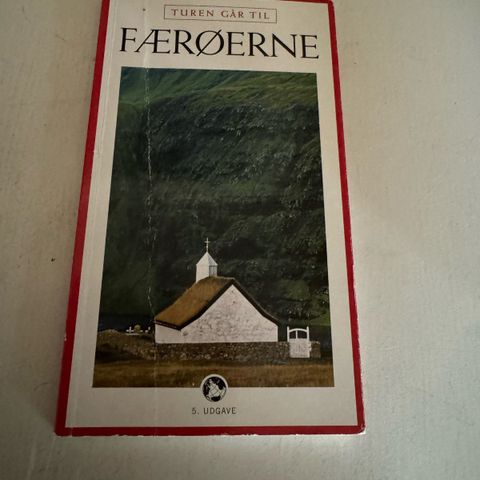 TUREN GÅR TIL
FÆRØERNE
5. UDGAVE